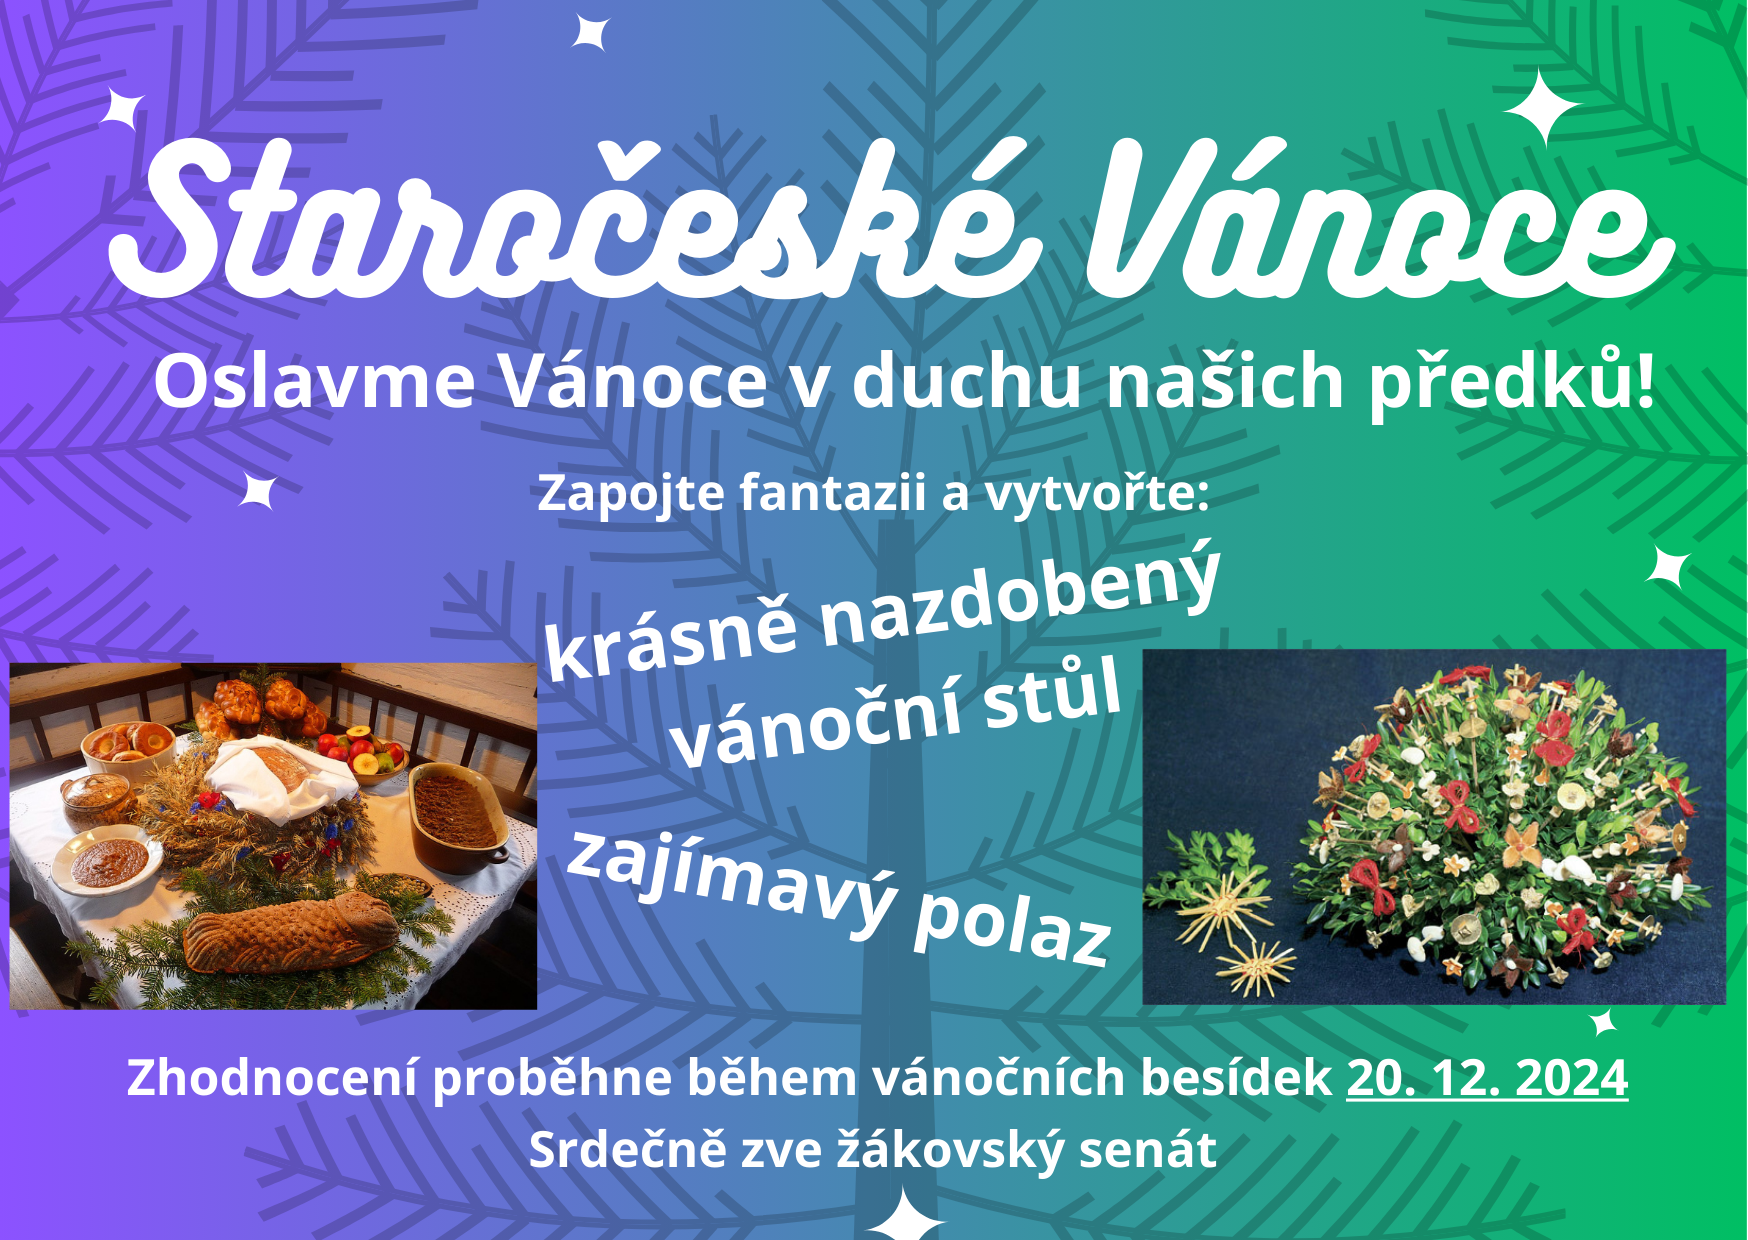 Staročeské Vánoce
Oslavme Vánoce v duchu našich předků!
Zapojte fantazii a vytvořte:
krásně nazdobený
vánoční stůl
zajímavý polaz
Zhodnocení proběhne během vánočních besídek 20. 12. 2024
Srdečně zve žákovský senát